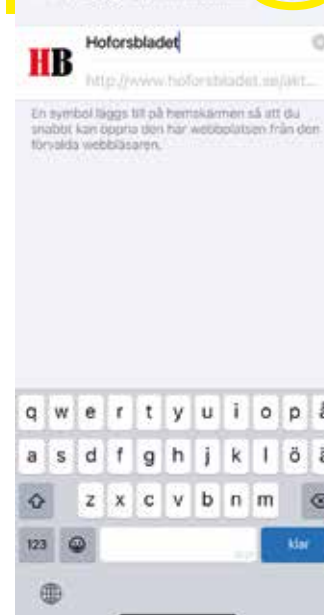 Hoforsbladet
HB
http://www.hoforsbladet.se/akt...
En symbol läggs till på hemskärmen så att du
snabbt kan öppna den här webbplatsen från den
förvalda webbläsaren.
q w e r t y u i o p å
a s d f g h j k l ö ä
z x c v b n m
123 klar